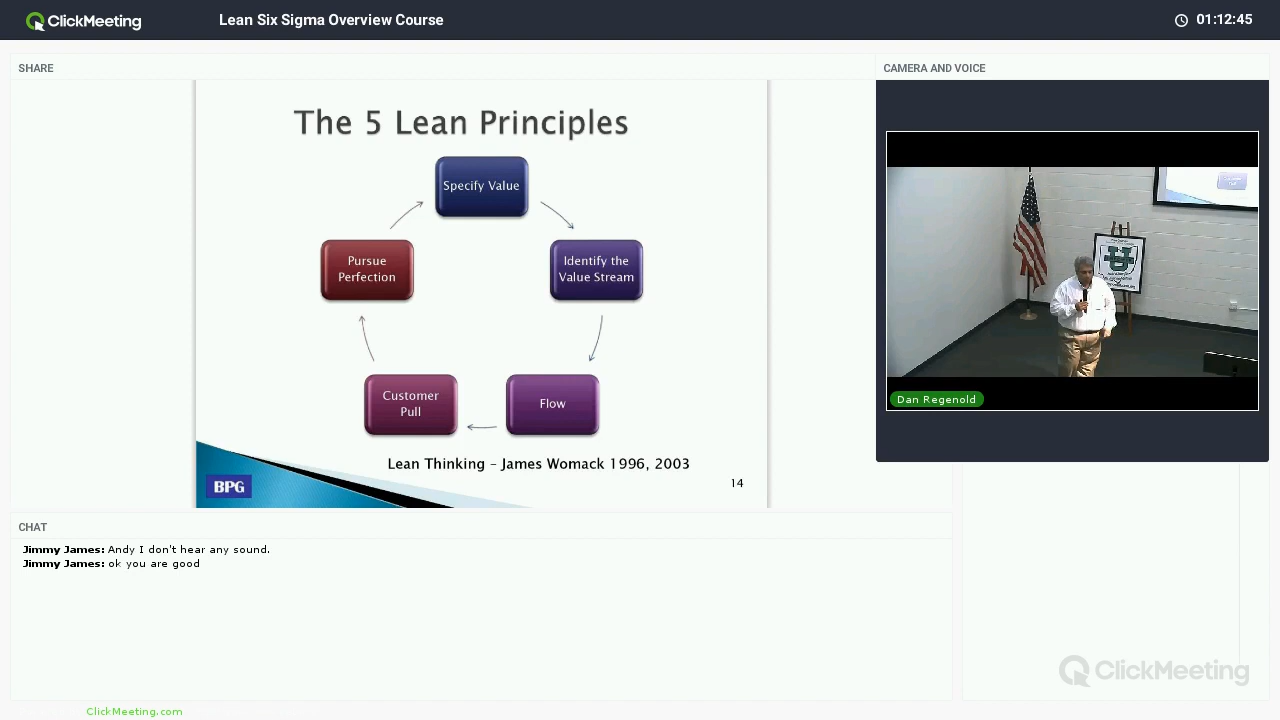 ClickMeeting
Lean Six Sigma Overview Course
01:12:45
SHARE
The 5 Lean Principles
Specify Value
Identify the
Value Stream
Flow
Customer
Pull
Pursue
Perfection
Lean Thinking – James Womack 1996, 2003
BPG
14
CAMERA AND VOICE
Dan Regenold
CHAT
Jimmy James: Andy I don't hear any sound.
Jimmy James: ok you are good
ClickMeeting
ClickMeeting.com